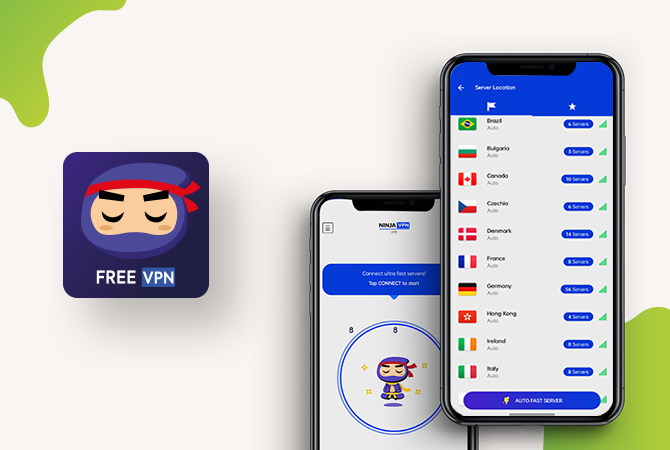 FREE VPN
NINJA VPN
Connect ultra fast servers!
Tap CONNECT to start
8 8
Server Location
Brazil
Auto
6 Servers
Bulgaria
Auto
3 Servers
Canada
Auto
10 Servers
Czechia
Auto
6 Servers
Denmark
Auto
14 Servers
France
Auto
8 Servers
Germany
Auto
56 Servers
Hong Kong
Auto
4 Servers
Ireland
Auto
8 Servers
Italy
Auto
8 Servers
AUTO FAST SERVER